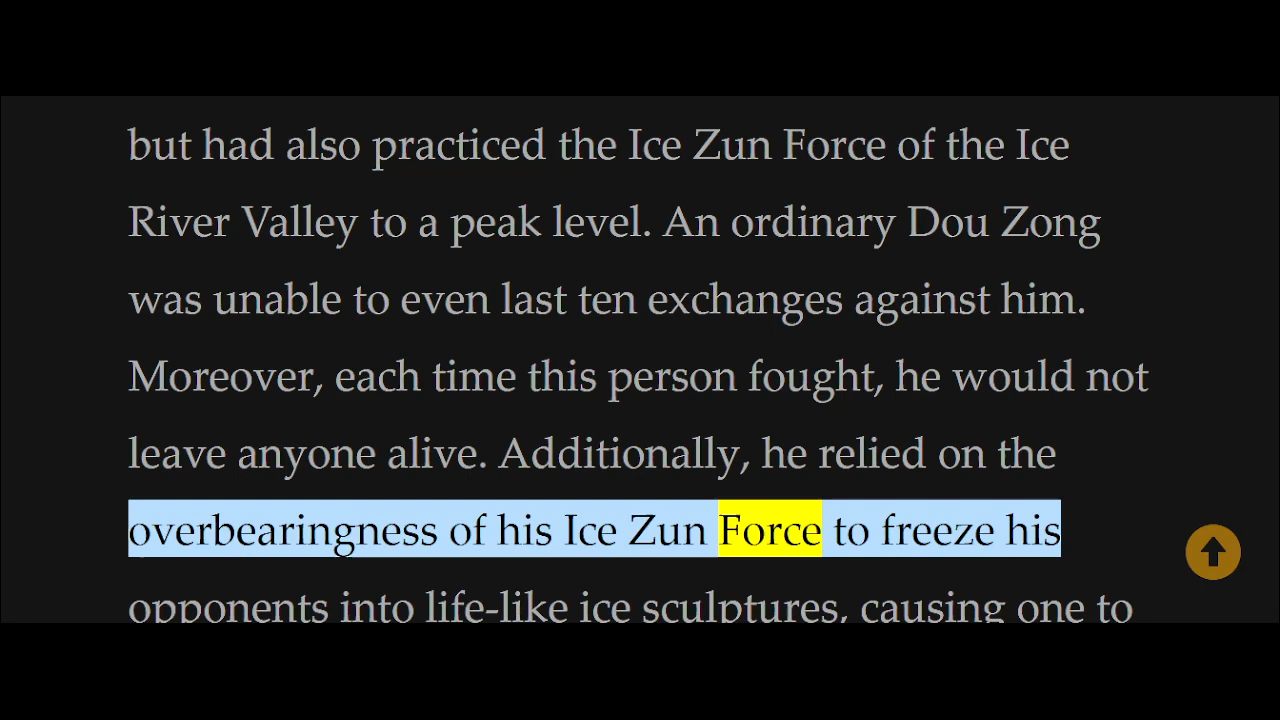 but had also practiced the Ice Zun Force of the Ice
River Valley to a peak level. An ordinary Dou Zong
was unable to even last ten exchanges against him.
Moreover, each time this person fought, he would not
leave anyone alive. Additionally, he relied on the
overbearingness of his Ice Zun Force to freeze his
opponents into life-like ice sculptures, causing one to